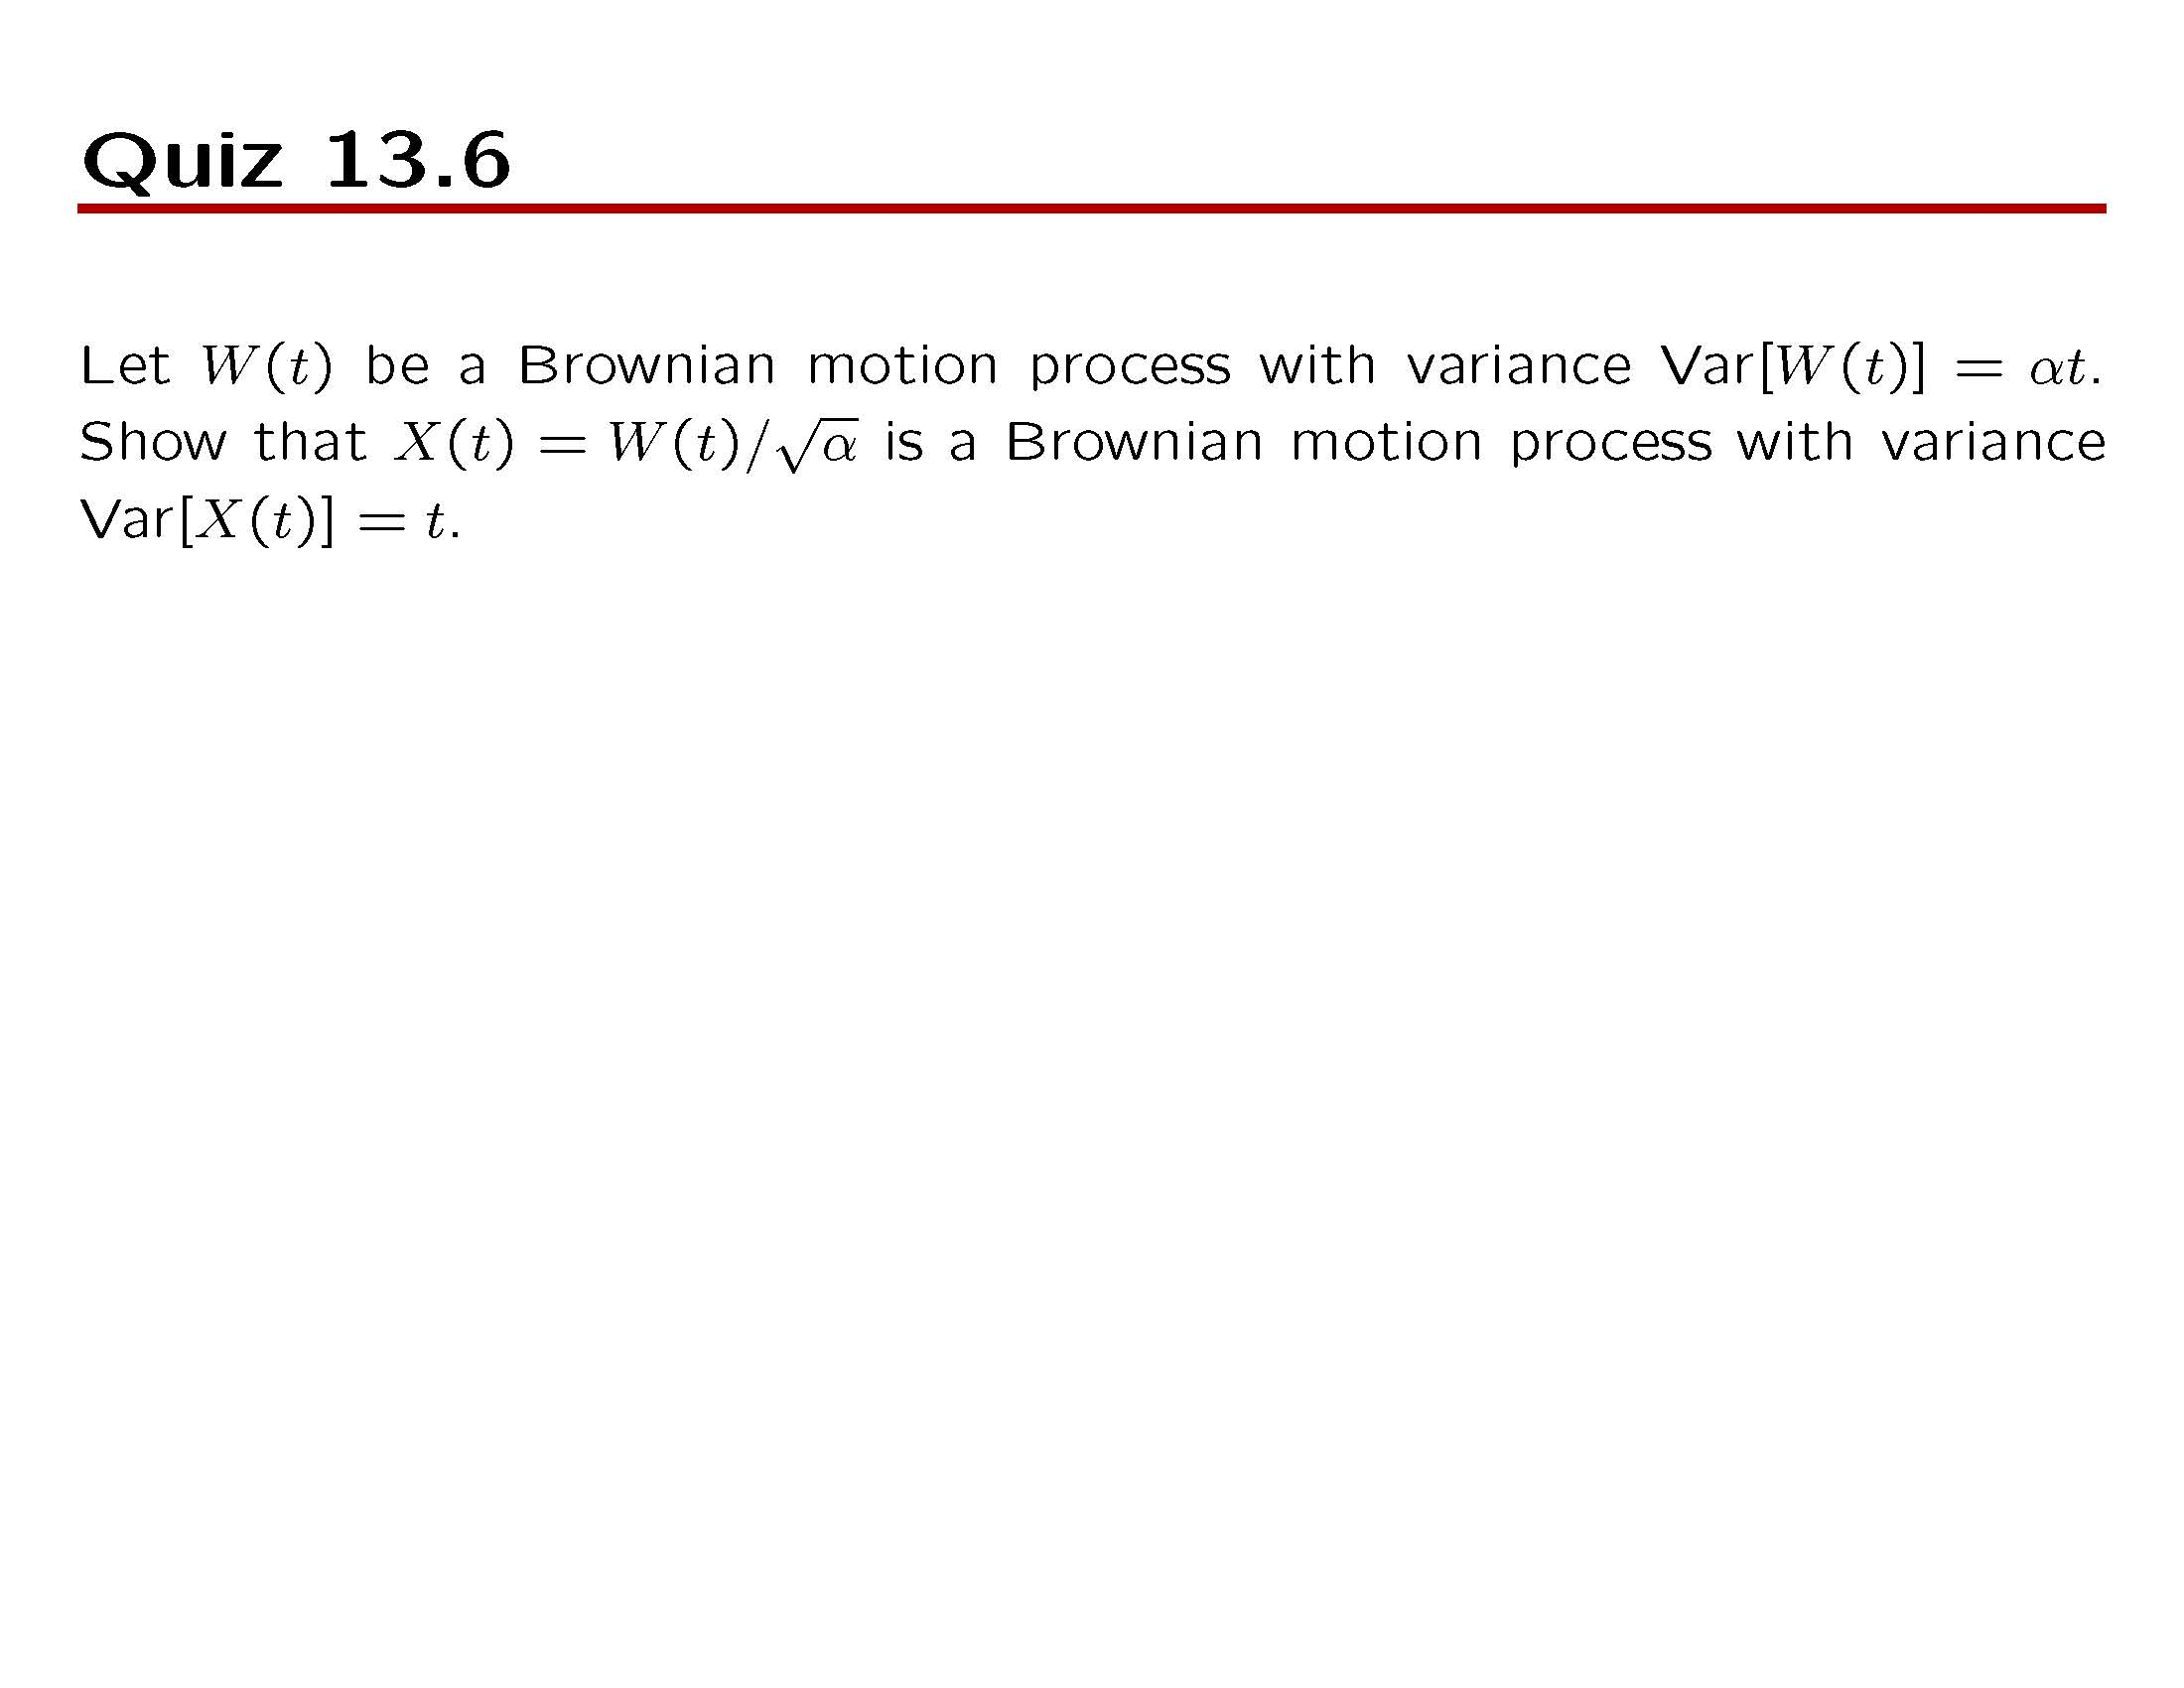 Quiz 13.6
Let W(t) be a Brownian motion process with variance Var[W(t)] = αt.
Show that X(t) = W(t)/√α is a Brownian motion process with variance
Var[X(t)] = t.